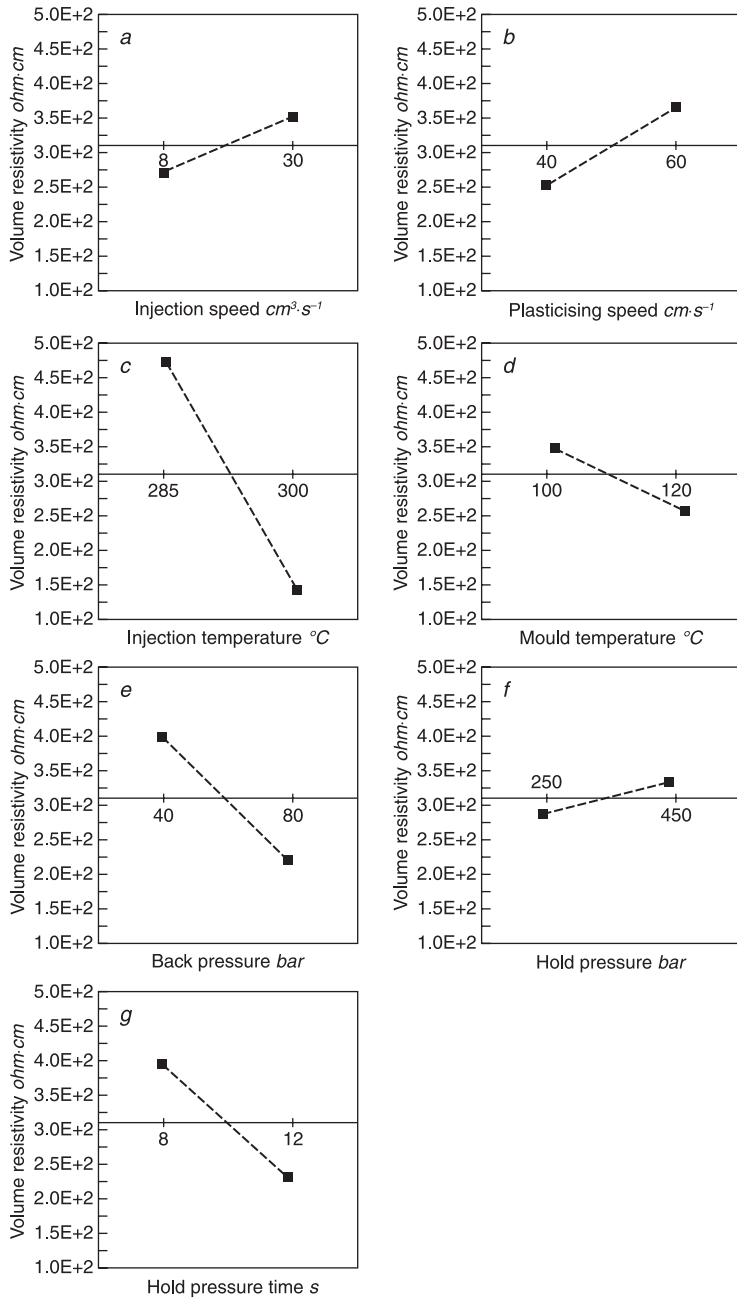 a
Volume resistivity ohm·cm
5.0E+2
4.5E+2
4.0E+2
3.5E+2
3.0E+2
2.5E+2
2.0E+2
1.5E+2
1.0E+2
8
30
Injection speed cm³·s⁻¹
b
Volume resistivity ohm·cm
5.0E+2
4.5E+2
4.0E+2
3.5E+2
3.0E+2
2.5E+2
2.0E+2
1.5E+2
1.0E+2
40
60
Plasticising speed cm·s⁻¹
c
Volume resistivity ohm·cm
5.0E+2
4.5E+2
4.0E+2
3.5E+2
3.0E+2
2.5E+2
2.0E+2
1.5E+2
1.0E+2
285
300
Injection temperature °C
d
Volume resistivity ohm·cm
5.0E+2
4.5E+2
4.0E+2
3.5E+2
3.0E+2
2.5E+2
2.0E+2
1.5E+2
1.0E+2
100
120
Mould temperature °C
e
Volume resistivity ohm·cm
5.0E+2
4.5E+2
4.0E+2
3.5E+2
3.0E+2
2.5E+2
2.0E+2
1.5E+2
1.0E+2
40
80
Back pressure bar
f
Volume resistivity ohm·cm
5.0E+2
4.5E+2
4.0E+2
3.5E+2
3.0E+2
2.5E+2
2.0E+2
1.5E+2
1.0E+2
250
450
Hold pressure bar
g
Volume resistivity ohm·cm
5.0E+2
4.5E+2
4.0E+2
3.5E+2
3.0E+2
2.5E+2
2.0E+2
1.5E+2
1.0E+2
8
12
Hold pressure time s